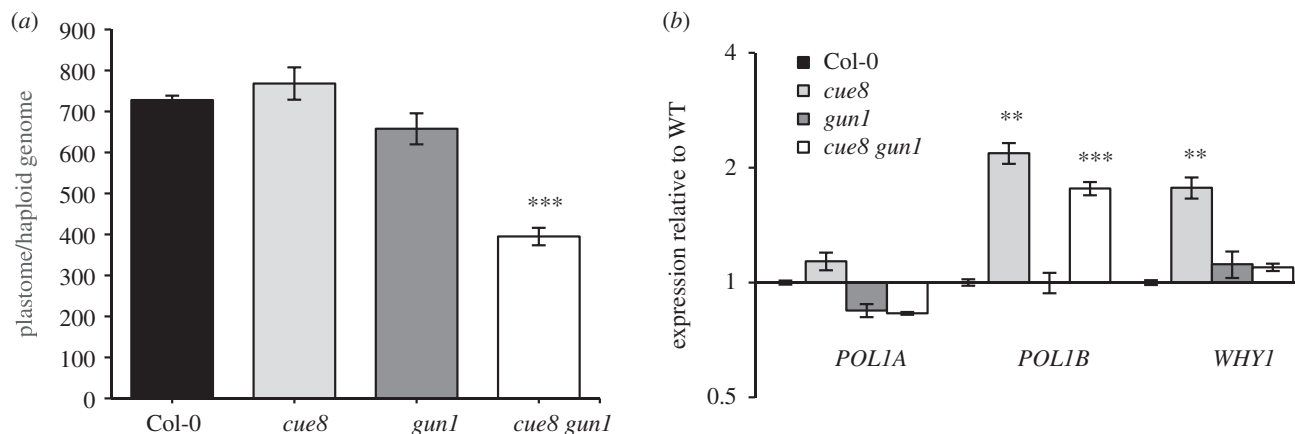 (a)
900
800
700
600
500
400
300
200
100
0
plastome/haploid genome
***
Col-0 cue8 gun1 cue8 gun1
(b)
4
2
1
0.5
expression relative to WT
Col-0
cue8
gun1
cue8 gun1
** *** **
POL1A POL1B WHY1